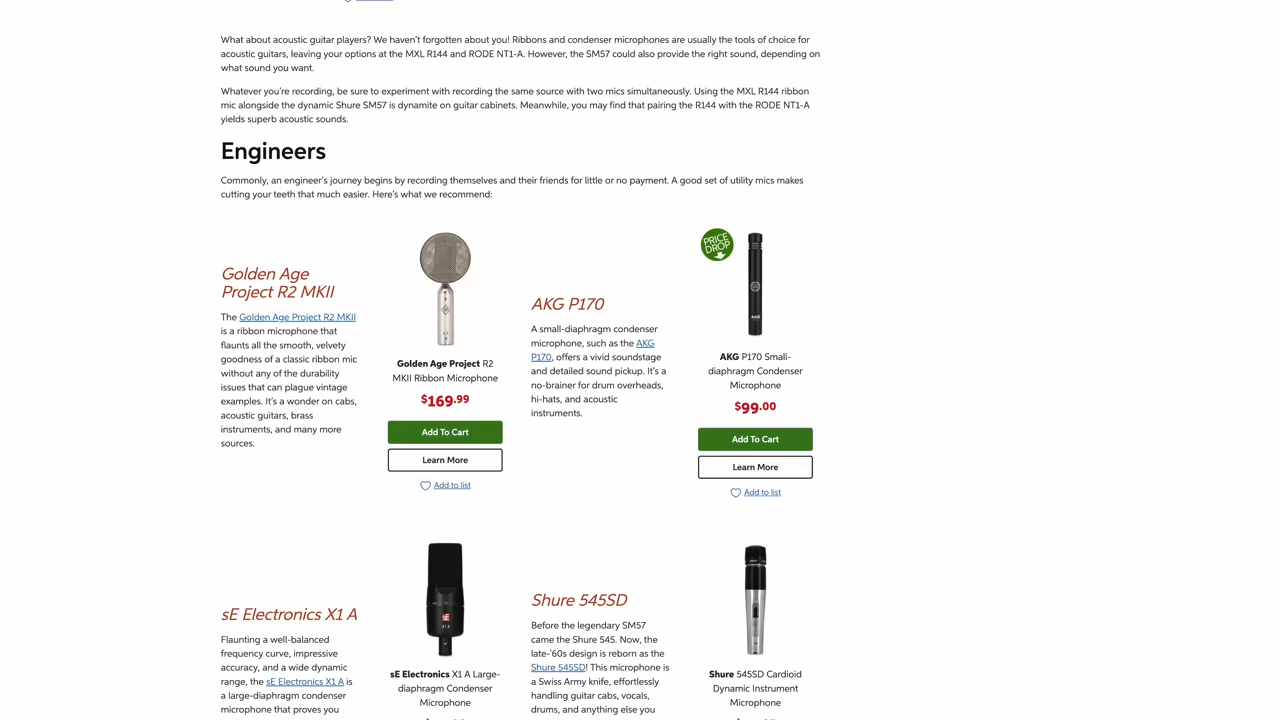 What about acoustic guitar players? We haven't forgotten about you! Ribbons and condenser microphones are usually the tools of choice for
acoustic guitars, leaving your options at the MXL R144 and RODE NT1-A. However, the SM57 could also provide the right sound, depending on
what sound you want.
Whatever you're recording, be sure to experiment with recording the same source with two mics simultaneously. Using the MXL R144 ribbon
mic alongside the dynamic Shure SM57 is dynamite on guitar cabinets. Meanwhile, you may find that pairing the R144 with the RODE NT1-A
yields superb acoustic sounds.
Engineers
Commonly, an engineer's journey begins by recording themselves and their friends for little or no payment. A good set of utility mics makes
cutting your teeth that much easier. Here's what we recommend:
Golden Age
Project R2 MKII
The Golden Age Project R2 MKII
is a ribbon microphone that
flaunts all the smooth, velvety
goodness of a classic ribbon mic
without any of the durability
issues that can plague vintage
examples. It's a wonder on cabs,
acoustic guitars, brass
instruments, and many more
sources.
Golden Age Project R2
MKII Ribbon Microphone
$169.99
Add To Cart
Learn More
Add to list
AKG P170
A small-diaphragm condenser
microphone, such as the AKG
P170, offers a vivid soundstage
and detailed sound pickup. It's a
no-brainer for drum overheads,
hi-hats, and acoustic
instruments.
PRICE
DROP
AKG
AKG P170 Small-
diaphragm Condenser
Microphone
$99.00
Add To Cart
Learn More
Add to list
sE Electronics X1 A
Flaunting a well-balanced
frequency curve, impressive
accuracy, and a wide dynamic
range, the sE Electronics X1 A is
a large-diaphragm condenser
microphone that proves you
sE
X1 A
sE Electronics X1 A Large-
diaphragm Condenser
Microphone
Shure 545SD
Before the legendary SM57
came the Shure 545. Now, the
late-'60s design is reborn as the
Shure 545SD! This microphone is
a Swiss Army knife, effortlessly
handling guitar cabs, vocals,
drums, and anything else you
Shure 545SD Cardioid
Dynamic Instrument
Microphone